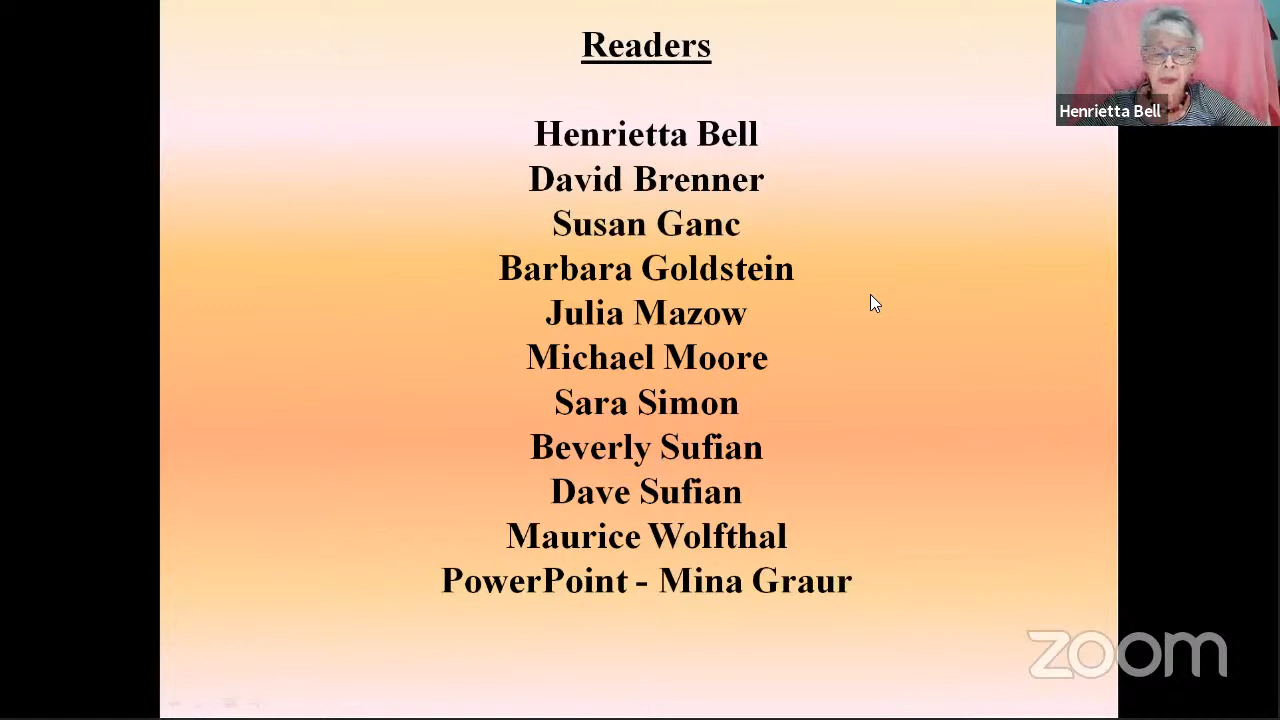 Readers
Henrietta Bell
David Brenner
Susan Ganc
Barbara Goldstein
Julia Mazow
Michael Moore
Sara Simon
Beverly Sufian
Dave Sufian
Maurice Wolfthal
PowerPoint - Mina Graur
Henrietta Bell
zoom